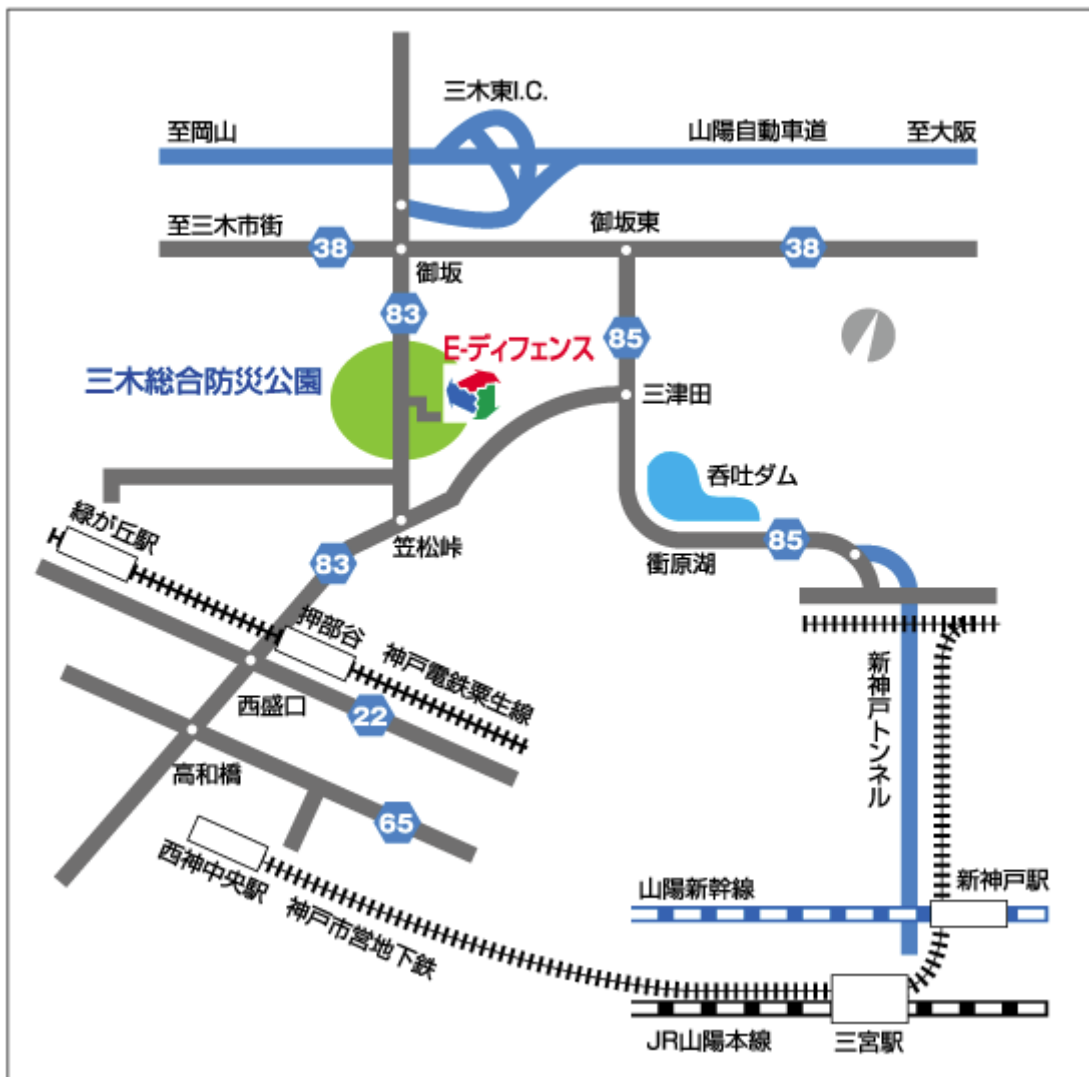 三木東I.C.
至岡山
山陽自動車道
至大阪
至三木市街
御坂東
38
38
御坂
83
85
E-ディフェンス
三木総合防災公園
三津田
呑吐ダム
緑が丘駅
笠松峠
83
85
衝原湖
押部谷
神戸電鉄粟生線
西盛口
22
新神戸トンネル
高和橋
65
西神中央駅
神戸市営地下鉄
山陽新幹線
新神戸駅
JR山陽本線
三宮駅